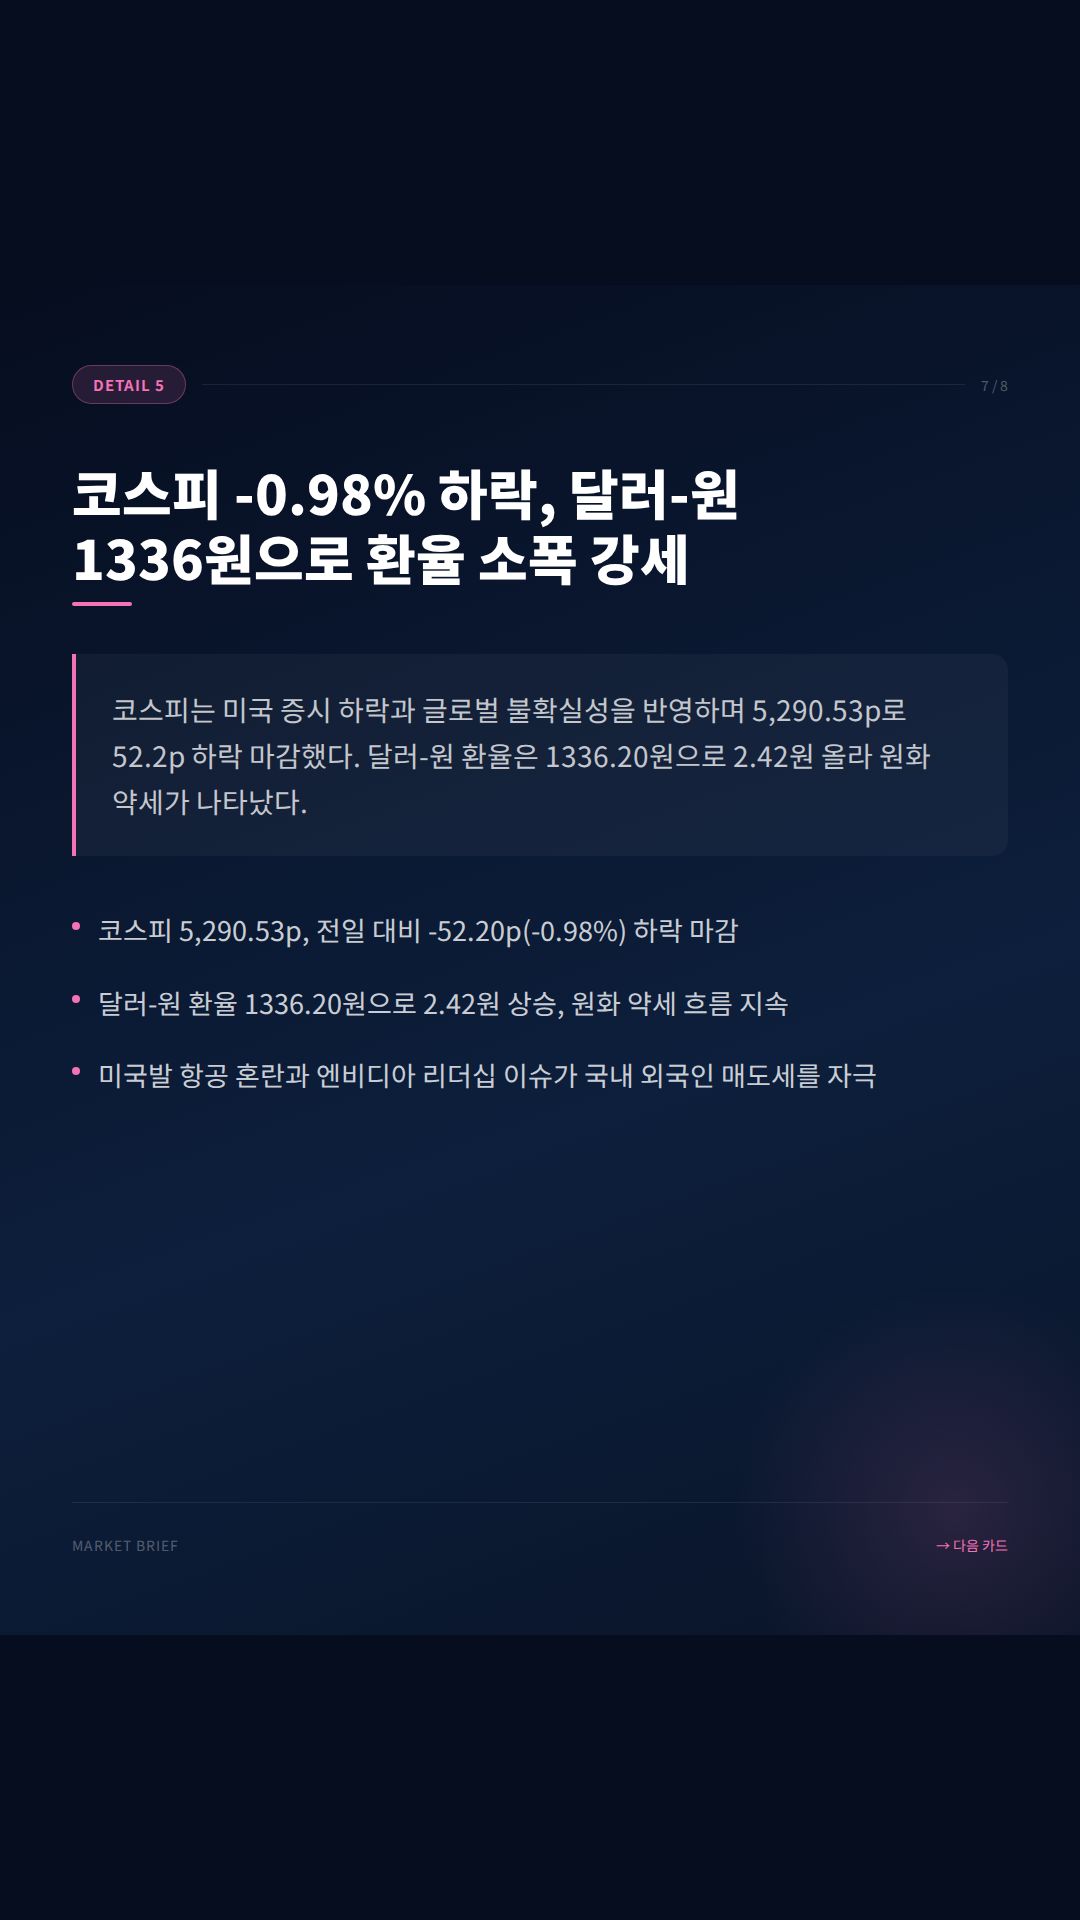 DETAIL 5
7 / 8
코스피 -0.98% 하락, 달러-원
1336원으로 환율 소폭 강세
코스피는 미국 증시 하락과 글로벌 불확실성을 반영하며 5,290.53p로
52.2p 하락 마감했다. 달러-원 환율은 1336.20원으로 2.42원 올라 원화
약세가 나타났다.
코스피 5,290.53p, 전일 대비 -52.20p(-0.98%) 하락 마감
달러-원 환율 1336.20원으로 2.42원 상승, 원화 약세 흐름 지속
미국발 항공 혼란과 엔비디아 리더십 이슈가 국내 외국인 매도세를 자극
MARKET BRIEF
→ 다음 카드